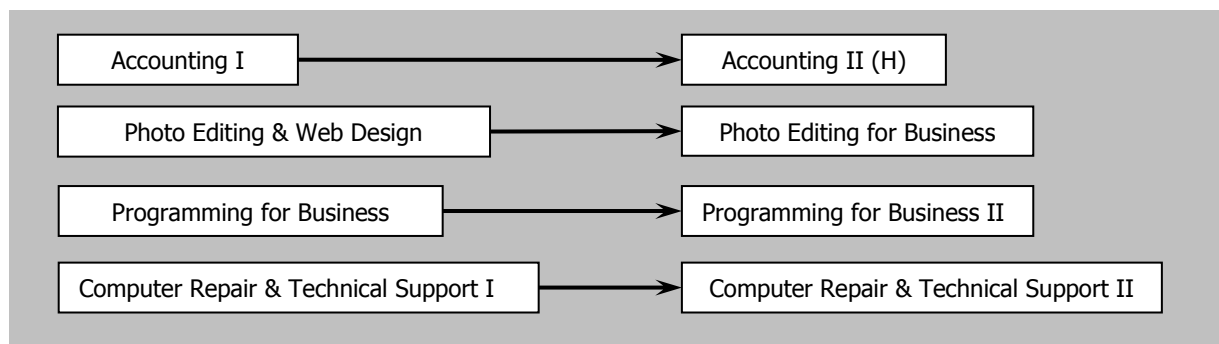 Accounting I
Accounting II (H)
Photo Editing & Web Design
Photo Editing for Business
Programming for Business
Programming for Business II
Computer Repair & Technical Support I
Computer Repair & Technical Support II